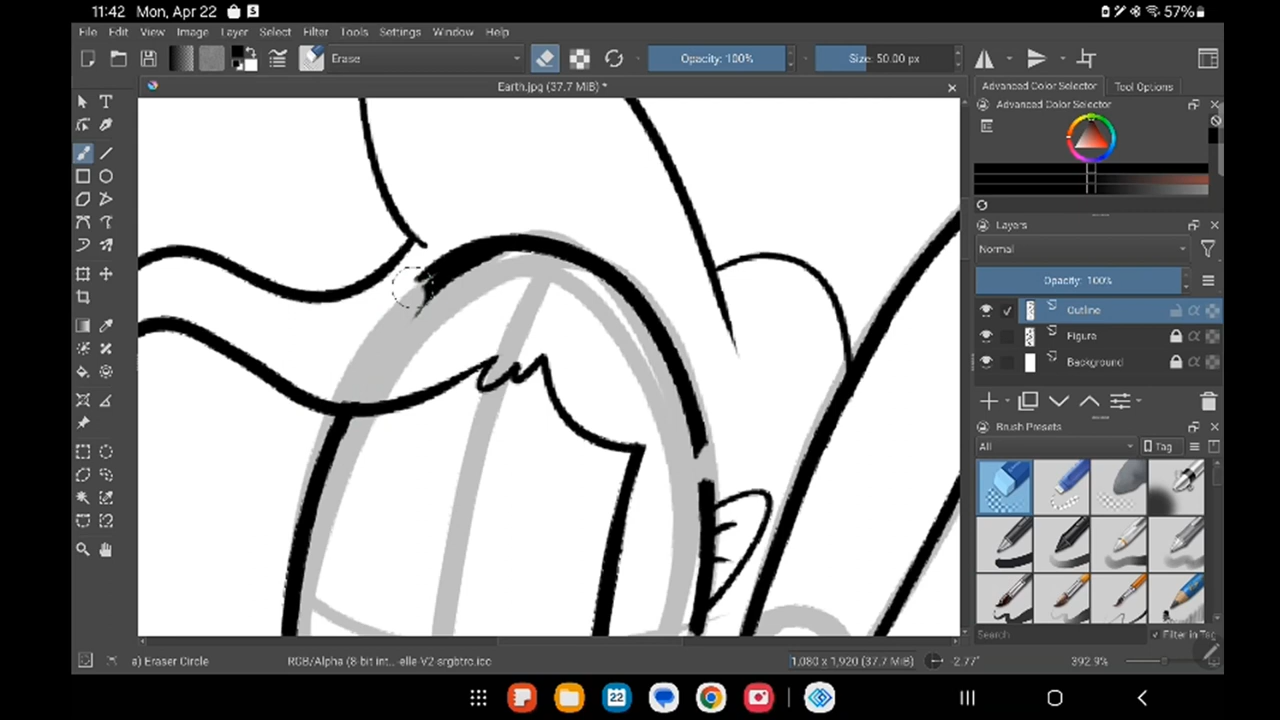 11:42 Mon, Apr 22
57%
File Edit View Image Layer Select Filter Tools Settings Window Help
Erase
Opacity: 100%
Size: 50.00 px
Earth.jpg (37.7 MiB) *
Advanced Color Selector
Tool Options
Advanced Color Selector
Layers
Normal
Opacity: 100%
Outline
Figure
Background
Brush Presets
All
Tag
Search
Filter in Tag
a) Eraser Circle
RGB/Alpha (8-bit int...-elle V2-srgbtrc.icc
1,080 x 1,920 (37.7 MiB)
-2.77°
392.9%
22